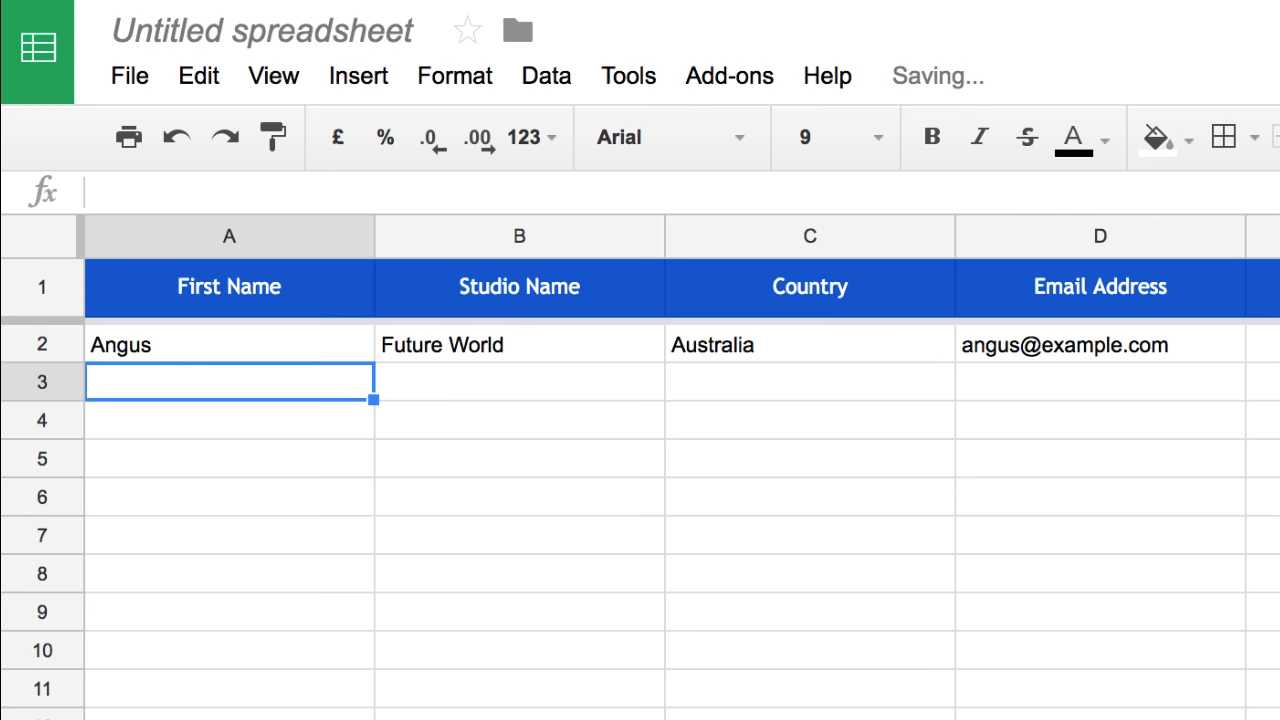 Untitled spreadsheet
File Edit View Insert Format Data Tools Add-ons Help Saving...
£ % .0 .00 123 Arial 9 B I S A
fx
A B C D
1 First Name Studio Name Country Email Address
2 Angus Future World Australia angus@example.com
3
4
5
6
7
8
9
10
11